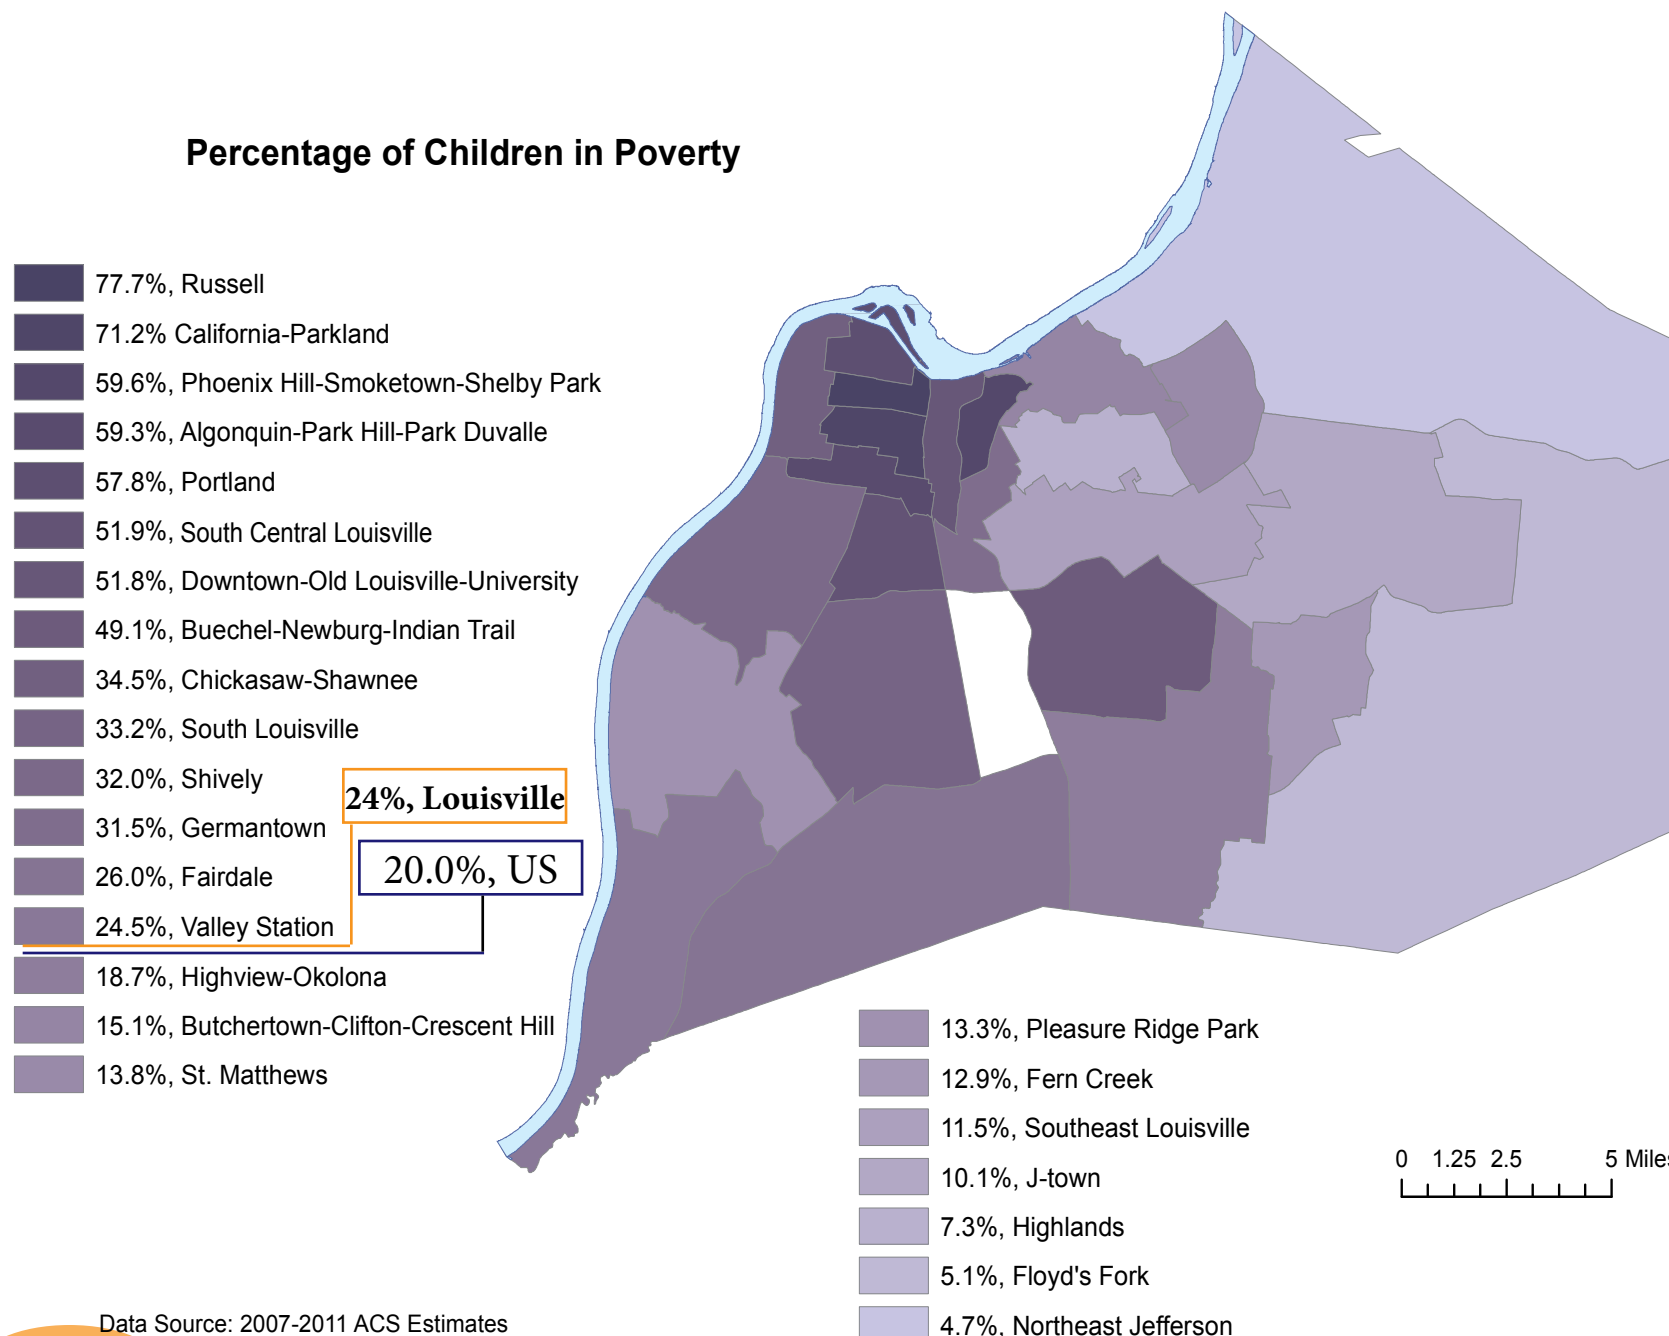 Percentage of Children in Poverty
77.7%, Russell
71.2% California-Parkland
59.6%, Phoenix Hill-Smoketown-Shelby Park
59.3%, Algonquin-Park Hill-Park Duvalle
57.8%, Portland
51.9%, South Central Louisville
51.8%, Downtown-Old Louisville-University
49.1%, Buechel-Newburg-Indian Trail
34.5%, Chickasaw-Shawnee
33.2%, South Louisville
32.0%, Shively
24%, Louisville
31.5%, Germantown
20.0%, US
26.0%, Fairdale
24.5%, Valley Station
18.7%, Highview-Okolona
15.1%, Butchertown-Clifton-Crescent Hill
13.8%, St. Matthews
13.3%, Pleasure Ridge Park
12.9%, Fern Creek
11.5%, Southeast Louisville
10.1%, J-town
7.3%, Highlands
5.1%, Floyd's Fork
4.7%, Northeast Jefferson
0 1.25 2.5 5 Miles
Data Source: 2007-2011 ACS Estimates